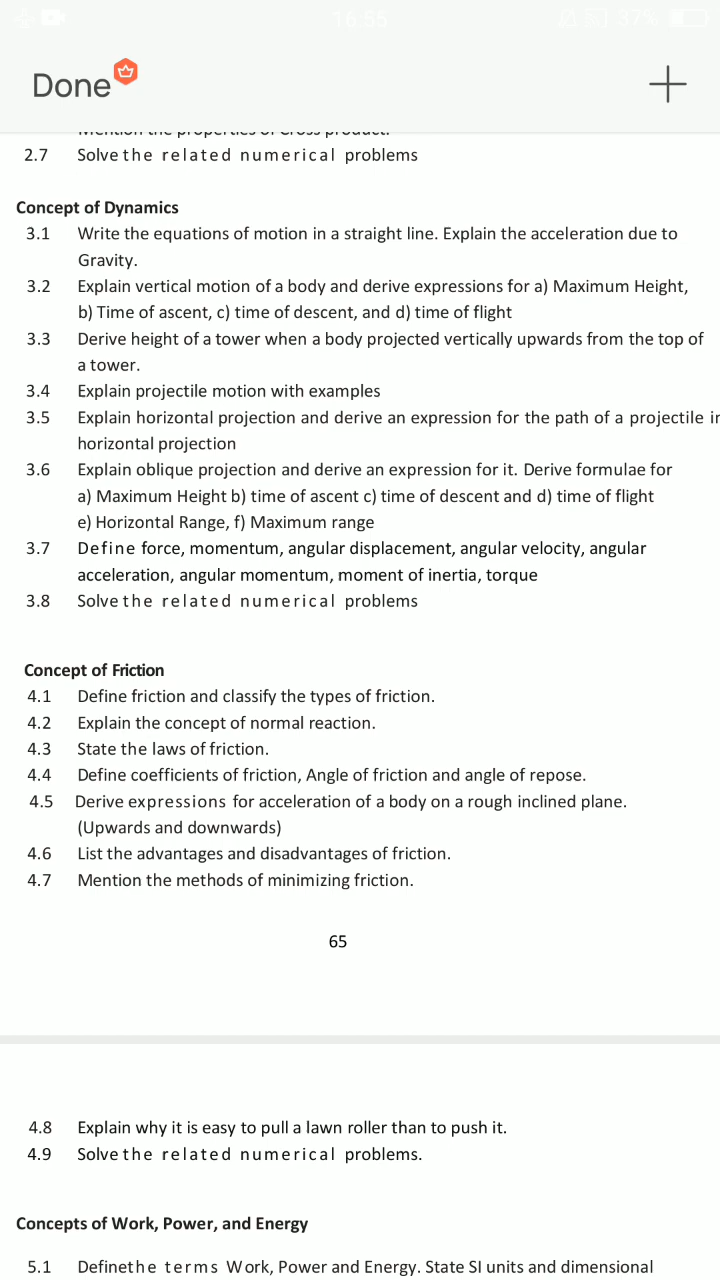 16:55
37%
Done
Mention the properties of Cross product.
2.7 Solve the related numerical problems
Concept of Dynamics
3.1 Write the equations of motion in a straight line. Explain the acceleration due to
Gravity.
3.2 Explain vertical motion of a body and derive expressions for a) Maximum Height,
b) Time of ascent, c) time of descent, and d) time of flight
3.3 Derive height of a tower when a body projected vertically upwards from the top of
a tower.
3.4 Explain projectile motion with examples
3.5 Explain horizontal projection and derive an expression for the path of a projectile in
horizontal projection
3.6 Explain oblique projection and derive an expression for it. Derive formulae for
a) Maximum Height b) time of ascent c) time of descent and d) time of flight
e) Horizontal Range, f) Maximum range
3.7 Define force, momentum, angular displacement, angular velocity, angular
acceleration, angular momentum, moment of inertia, torque
3.8 Solve the related numerical problems
Concept of Friction
4.1 Define friction and classify the types of friction.
4.2 Explain the concept of normal reaction.
4.3 State the laws of friction.
4.4 Define coefficients of friction, Angle of friction and angle of repose.
4.5 Derive expressions for acceleration of a body on a rough inclined plane.
(Upwards and downwards)
4.6 List the advantages and disadvantages of friction.
4.7 Mention the methods of minimizing friction.
65
4.8 Explain why it is easy to pull a lawn roller than to push it.
4.9 Solve the related numerical problems.
Concepts of Work, Power, and Energy
5.1 Definethe terms Work, Power and Energy. State SI units and dimensional